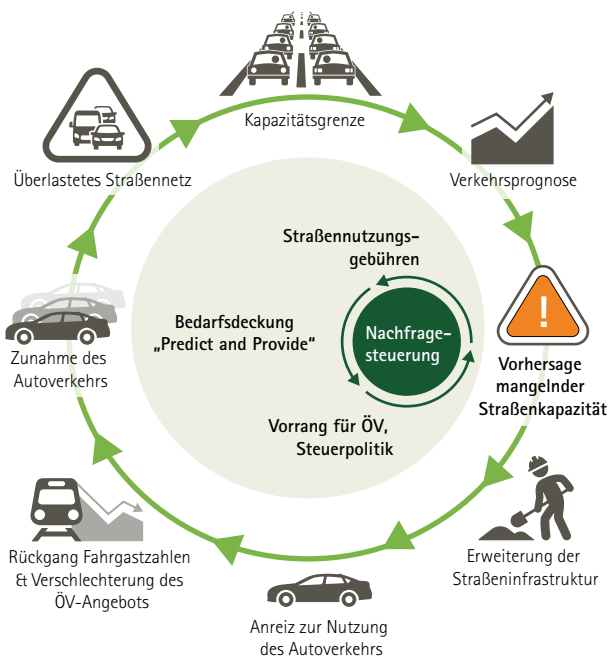 Kapazitätsgrenze
Verkehrsprognose
!
Vorhersage
mangelnder
Straßenkapazität
Erweiterung der
Straßeninfrastruktur
Anreiz zur Nutzung
des Autoverkehrs
Rückgang Fahrgastzahlen
& Verschlechterung des
ÖV-Angebots
Zunahme des
Autoverkehrs
Überlastetes Straßennetz
Bedarfsdeckung
„Predict and Provide“
Straßennutzungs-
gebühren
Nachfrage-
steuerung
Vorrang für ÖV,
Steuerpolitik